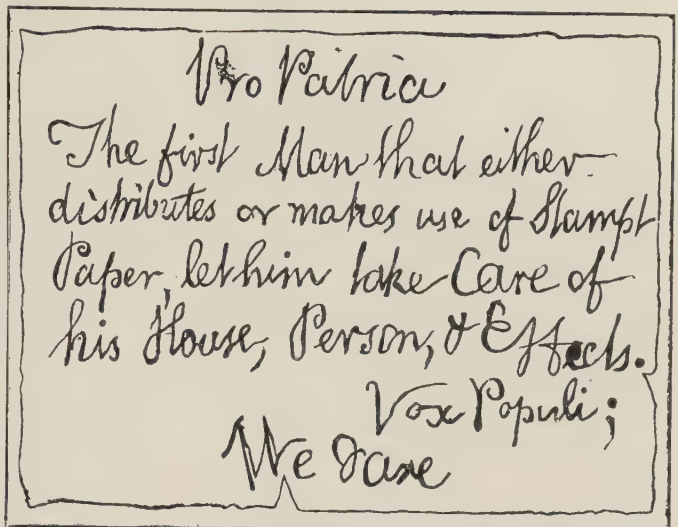 Pro Patria
The first Man that either
distributes or makes use of Stampt
Paper, let him take Care of
his House, Person, & Effects.
Vox Populi;
We dare